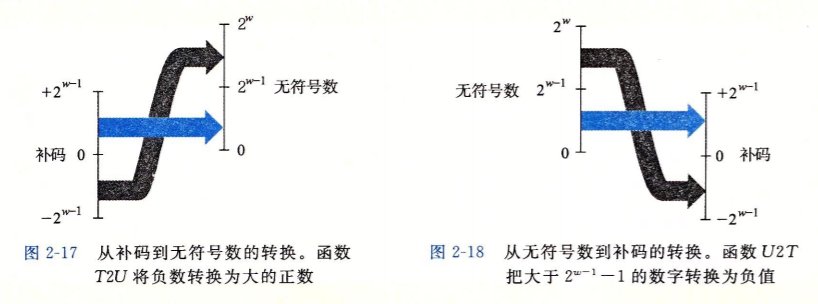 2^w
+2^{w-1}
2^{w-1} 无符号数
补码 0
0
-2^{w-1}
图 2-17 从补码到无符号数的转换。函数
T2U 将负数转换为大的正数
2^w
无符号数 2^{w-1}
+2^{w-1}
0
0 补码
-2^{w-1}
图 2-18 从无符号数到补码的转换。函数 U2T
把大于 2^{w-1}-1 的数字转换为负值